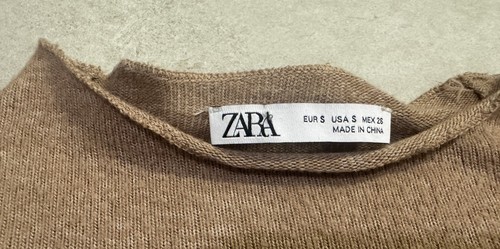 ZARA
EUR S USA S MEX 26
MADE IN CHINA